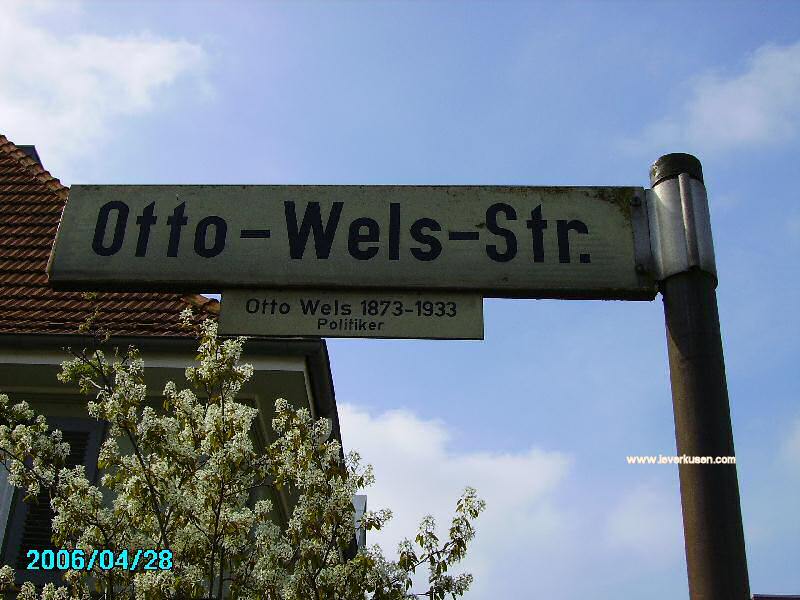 Otto-Wels-Str.
Otto Wels 1873-1933
Politiker
www.leverkusen.com
2006/04/28